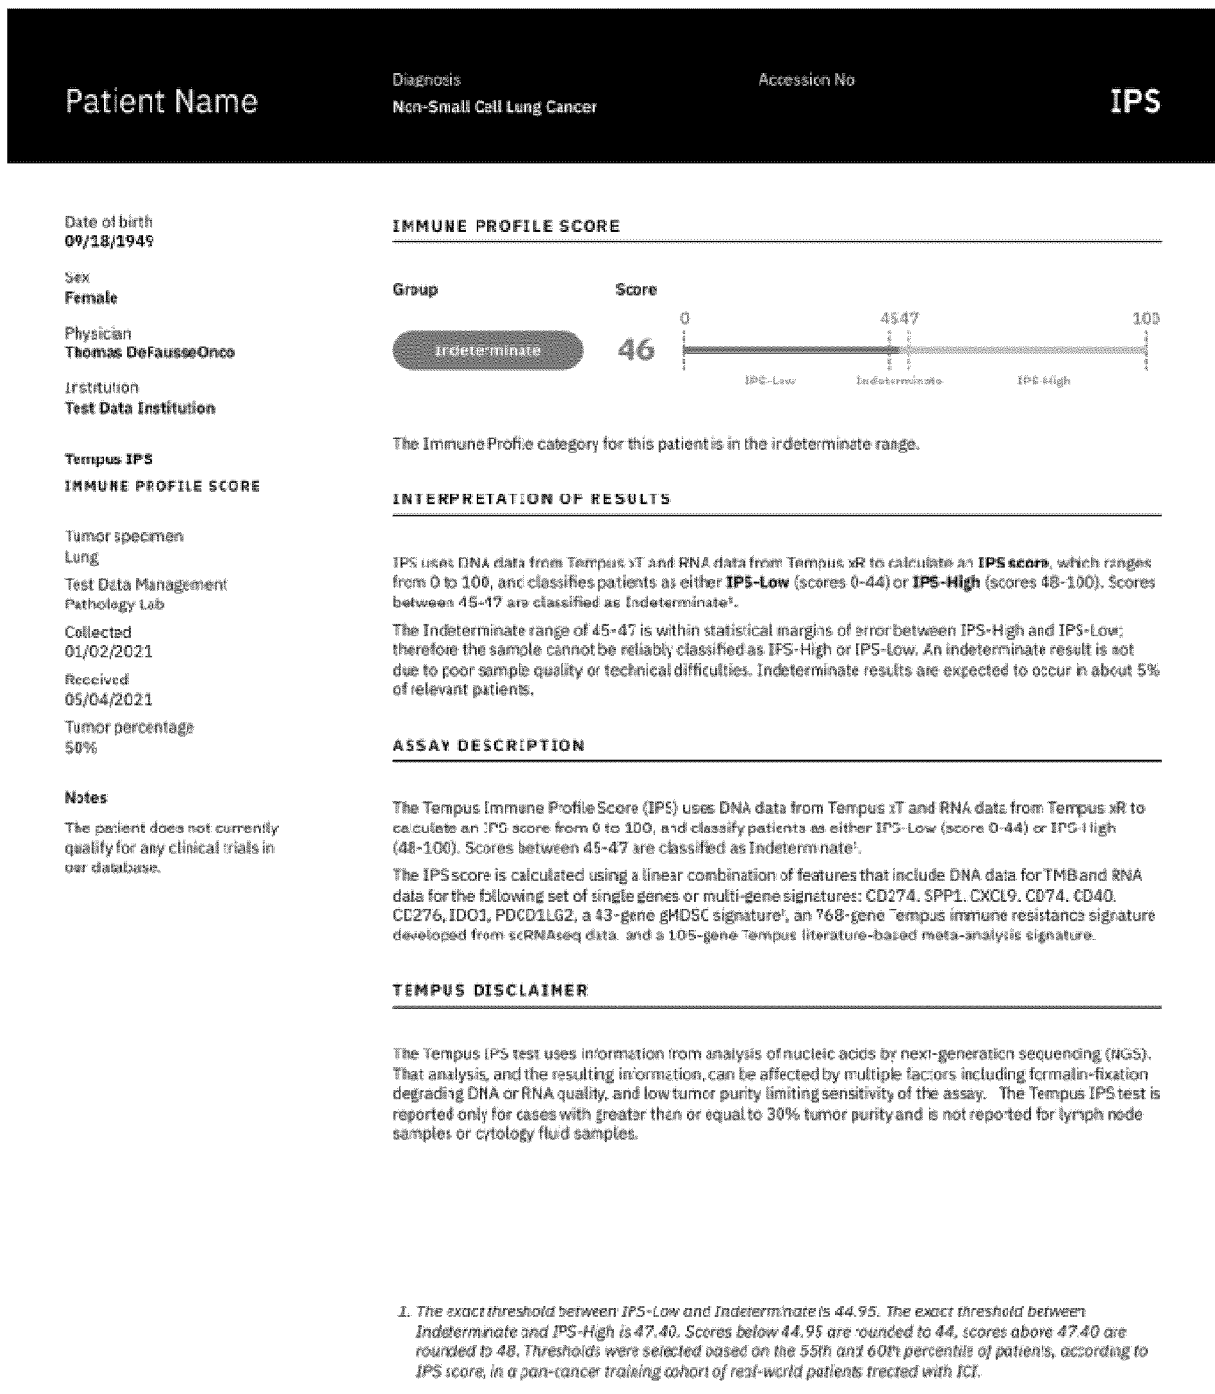 Patient Name
Diagnosis
Non-Small Cell Lung Cancer
Accession No
IPS
Date of birth
09/18/1949
Sex
Female
Physician
Thomas DeFausseOnco
Institution
Test Data Institution
Tempus IPS
IMMUNE PROFILE SCORE
Tumor specimen
Lung
Test Data Management
Pathology Lab
Collected
01/02/2021
Received
05/04/2021
Tumor percentage
50%
Notes
The patient does not currently
qualify for any clinical trials in
our database.
IMMUNE PROFILE SCORE
Group
Score
Indeterminate
46
0
45 47
100
IPS-Low
Indeterminate
IPS-High
The Immune Profile category for this patient is in the indeterminate range.
INTERPRETATION OF RESULTS
IPS uses DNA data from Tempus xT and RNA data from Tempus xR to calculate an IPS score, which ranges
from 0 to 100, and classifies patients as either IPS-Low (scores 0-44) or IPS-High (scores 48-100). Scores
between 45-47 are classified as Indeterminate¹.
The Indeterminate range of 45-47 is within statistical margins of error between IPS-High and IPS-Low;
therefore the sample cannot be reliably classified as IPS-High or IPS-Low. An indeterminate result is not
due to poor sample quality or technical difficulties. Indeterminate results are expected to occur in about 5%
of relevant patients.
ASSAY DESCRIPTION
The Tempus Immune Profile Score (IPS) uses DNA data from Tempus xT and RNA data from Tempus xR to
calculate an IPS score from 0 to 100, and classify patients as either IPS-Low (score 0-44) or IPS-High
(48-100). Scores between 45-47 are classified as Indeterminate¹.
The IPS score is calculated using a linear combination of features that include DNA data for TMB and RNA
data for the following set of single genes or multi-gene signatures: CD274, SPP1, CXCL9, CD74, CD40,
CD276, IDO1, PDCD1LG2, a 43-gene gMDSC signature¹, an 768-gene Tempus immune resistance signature
developed from scRNAseq data, and a 105-gene Tempus literature-based meta-analysis signature.
TEMPUS DISCLAIMER
The Tempus IPS test uses information from analysis of nucleic acids by next-generation sequencing (NGS).
That analysis, and the resulting information, can be affected by multiple factors including formalin-fixation
degrading DNA or RNA quality, and low tumor purity limiting sensitivity of the assay. The Tempus IPS test is
reported only for cases with greater than or equal to 30% tumor purity and is not reported for lymph node
samples or cytology fluid samples.
1. The exact threshold between IPS-Low and Indeterminate is 44.95. The exact threshold between
Indeterminate and IPS-High is 47.40. Scores below 44.95 are rounded to 44, scores above 47.40 are
rounded to 48. Thresholds were selected based on the 55th and 60th percentile of patients, according to
IPS score, in a pan-cancer training cohort of real-world patients treated with ICI.